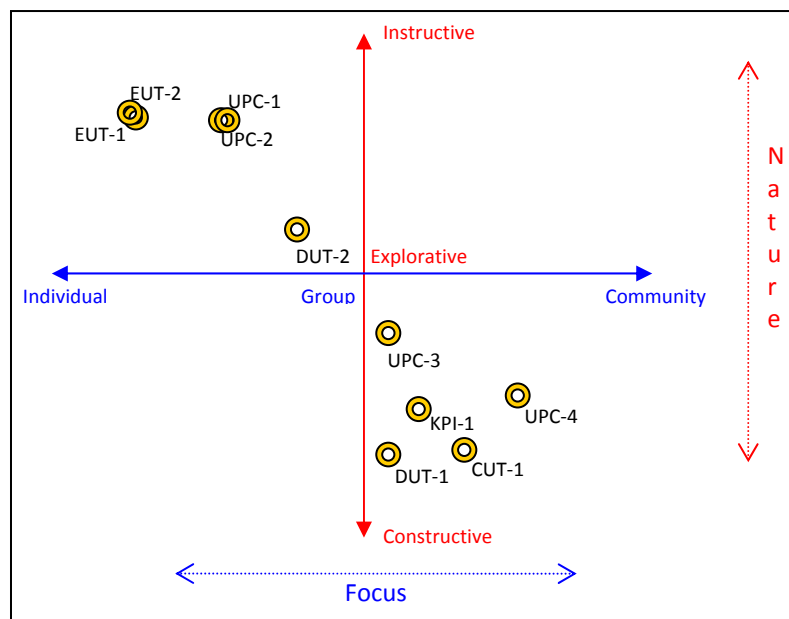 Instructive
EUT-2
UPC-1
EUT-1
UPC-2
DUT-2
Explorative
Individual
Group
Community
UPC-3
KPI-1
UPC-4
DUT-1
CUT-1
Constructive
Focus
Nature